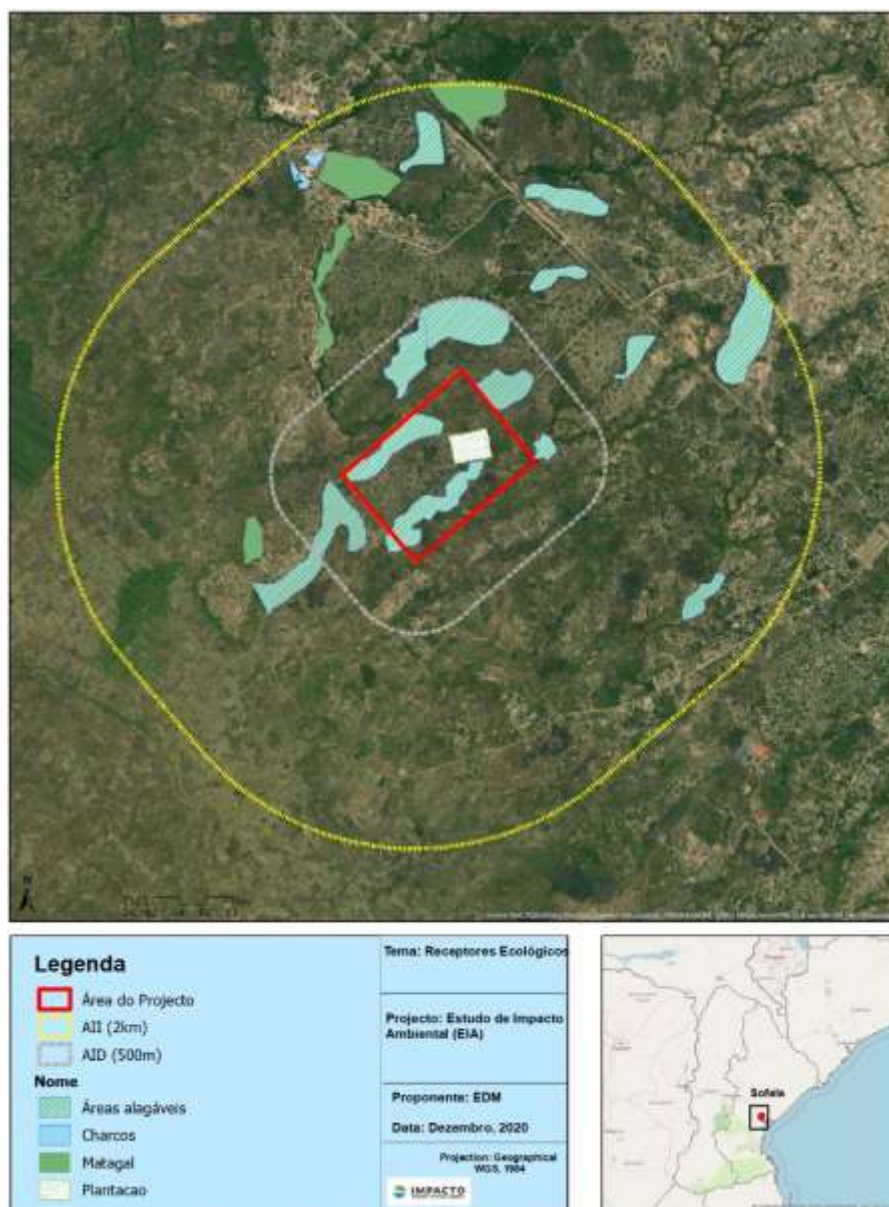 N
Legenda
Área do Projecto
AII (2km)
AID (500m)
Nome
Áreas alagáveis
Charcos
Matagal
Plantacao
Tema: Receptores Ecológicos
Projecto: Estudo de Impacto
Ambiental (EIA)
Proponente: EDM
Data: Dezembro, 2020
Projection: Geographical
WGS, 1984
IMPACTO
Sofala